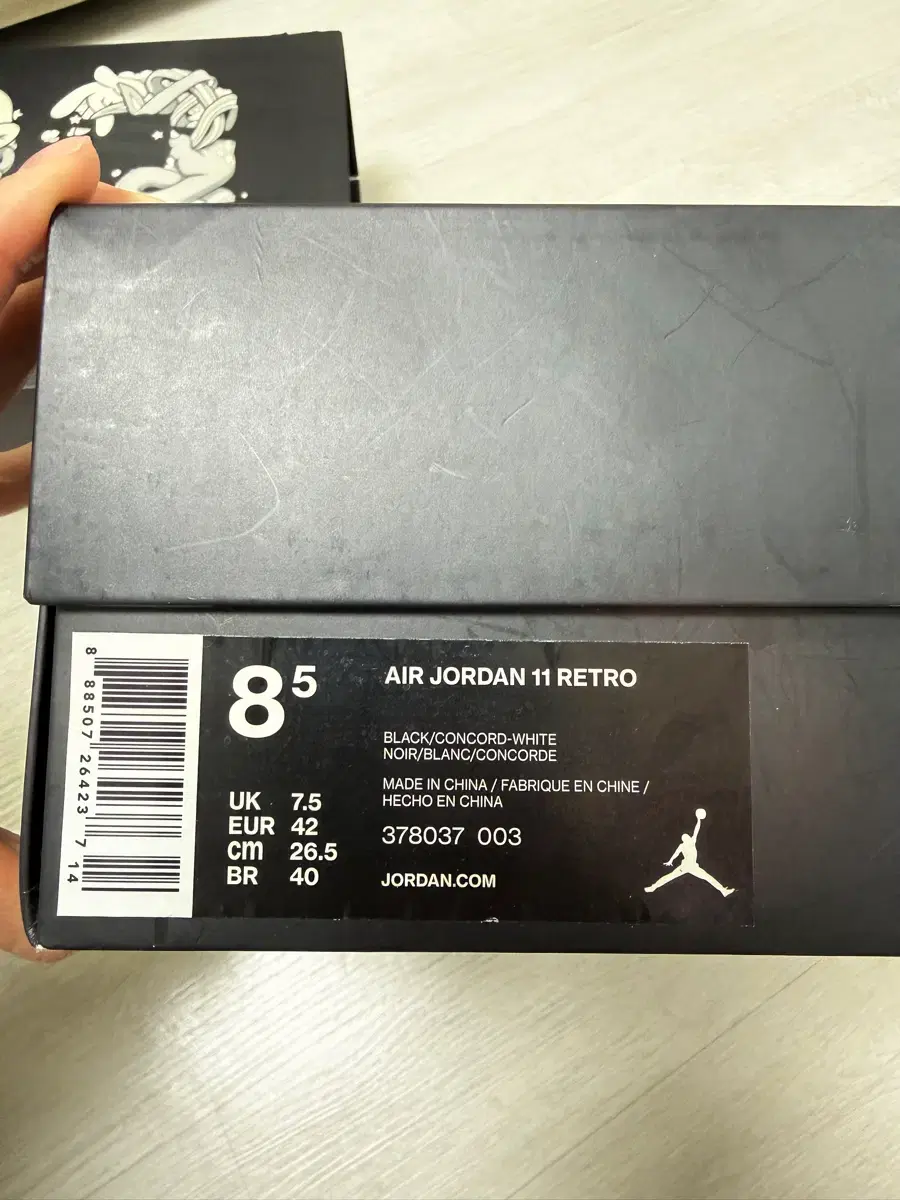 8 88507 26423 7 14
8⁵
UK 7.5
EUR 42
cm 26.5
BR 40
AIR JORDAN 11 RETRO
BLACK/CONCORD-WHITE
NOIR/BLANC/CONCORDE
MADE IN CHINA / FABRIQUE EN CHINE /
HECHO EN CHINA
378037 003
JORDAN.COM